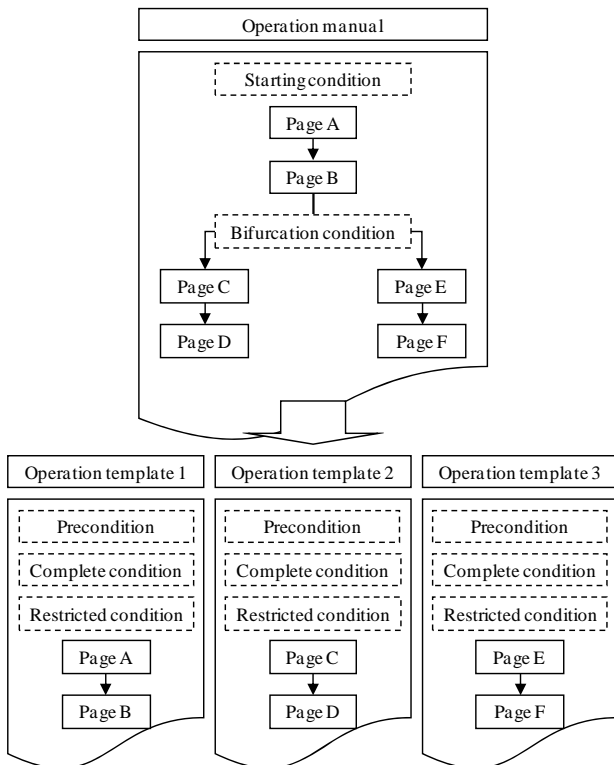 Operation manual
Starting condition
Page A
Page B
Bifurcation condition
Page C
Page E
Page D
Page F
Operation template 1
Operation template 2
Operation template 3
Precondition
Precondition
Precondition
Complete condition
Complete condition
Complete condition
Restricted condition
Restricted condition
Restricted condition
Page A
Page C
Page E
Page B
Page D
Page F